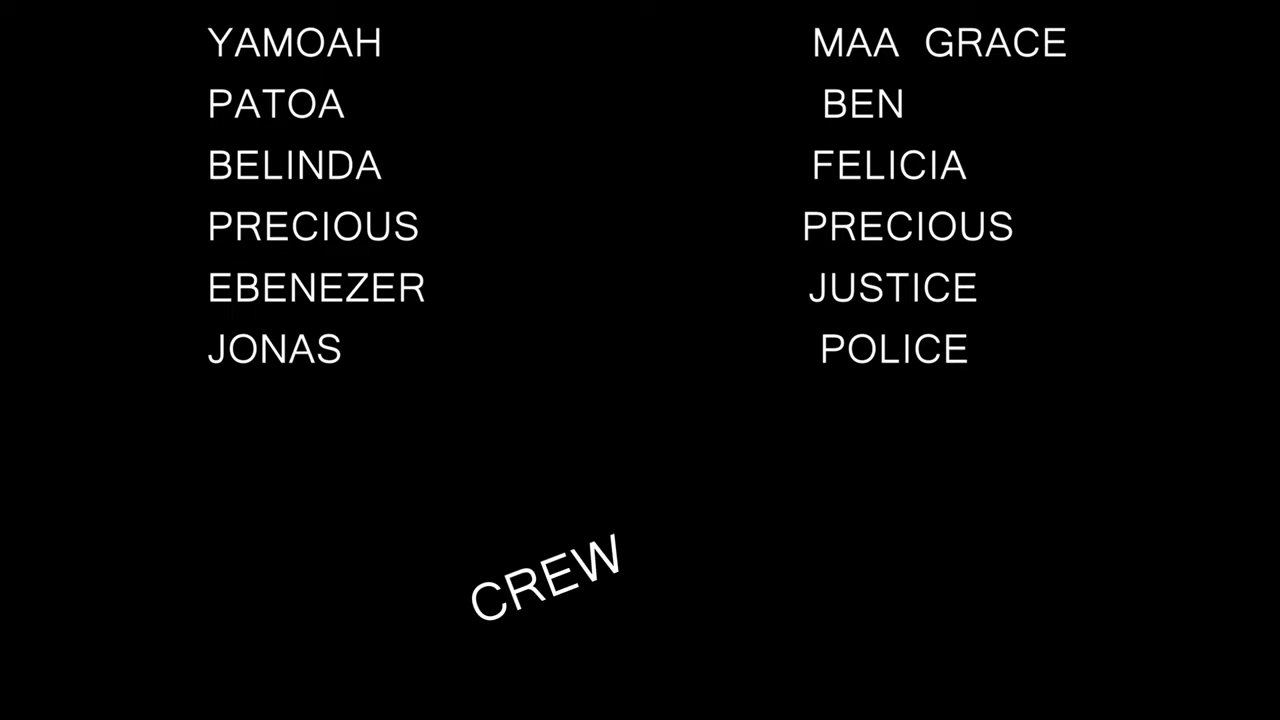 YAMOAH MAA GRACE
PATOA BEN
BELINDA FELICIA
PRECIOUS PRECIOUS
EBENEZER JUSTICE
JONAS POLICE
CREW